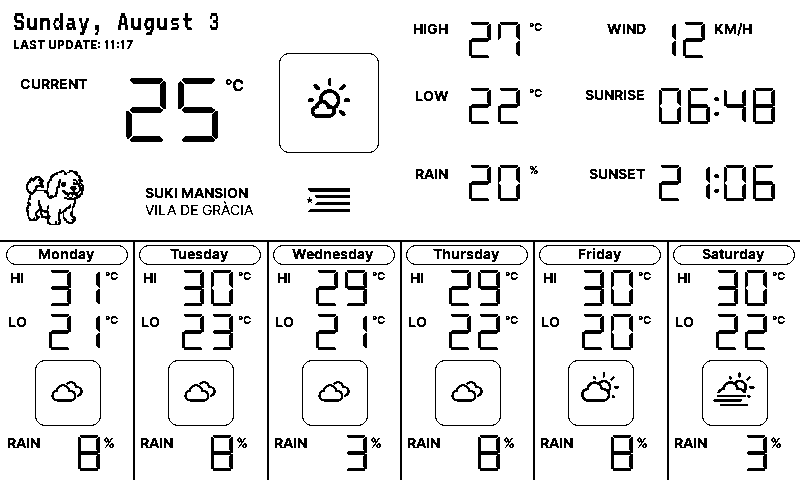 Sunday, August 3
LAST UPDATE: 11:17
CURRENT 25 °C
HIGH 27 °C
LOW 22 °C
RAIN 20 %
WIND 12 KM/H
SUNRISE 06:48
SUNSET 21:06
SUKI MANSION
VILA DE GRÀCIA
Monday
HI 31 °C
LO 21 °C
RAIN 8 %
Tuesday
HI 30 °C
LO 23 °C
RAIN 8 %
Wednesday
HI 29 °C
LO 21 °C
RAIN 3 %
Thursday
HI 29 °C
LO 22 °C
RAIN 8 %
Friday
HI 30 °C
LO 20 °C
RAIN 8 %
Saturday
HI 30 °C
LO 22 °C
RAIN 3 %